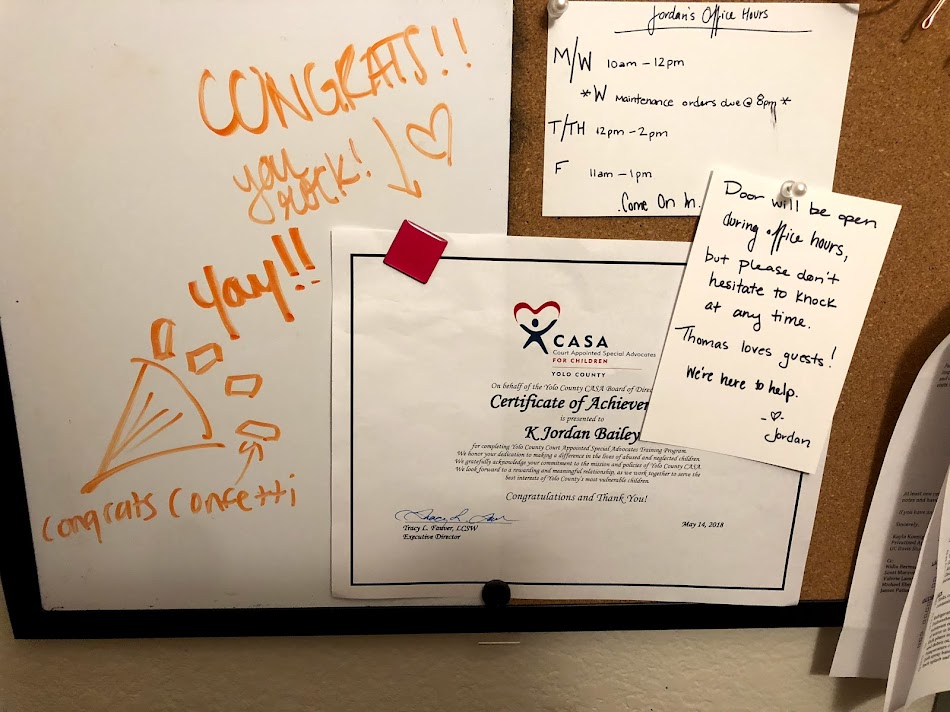 CONGRATS!!
you
rock!
Yay!!
Congrats Confetti
Jordan's Office Hours
M/W 10am - 12pm
*W Maintenance orders due @ 8pm*
T/TH 12pm - 2pm
F 11am - 1pm
Come On In.
Door will be open
during office hours,
but please don't
hesitate to knock
at any time.
Thomas loves guests!
We're here to help.
-♡-
Jordan
CASA
Court Appointed Special Advocates
FOR CHILDREN
YOLO COUNTY
On behalf of the Yolo County CASA Board of
Certificate of
is presented to
K Jordan Bailey
for completing Yolo County Court Appointed Special Advocates Training Program.
We honor your dedication to making a difference in the lives of abused and neglected children.
We gratefully acknowledge your commitment to the mission and policies of Yolo County CASA
We look forward to a rewarding and meaningful relationship, as we work together to serve the
best interests of Yolo County's most vulnerable children.
Congratulations and Thank You!
Tracy L. Fauver, LCSW
Executive Director
May 14, 2018
At least one
Sincerely,